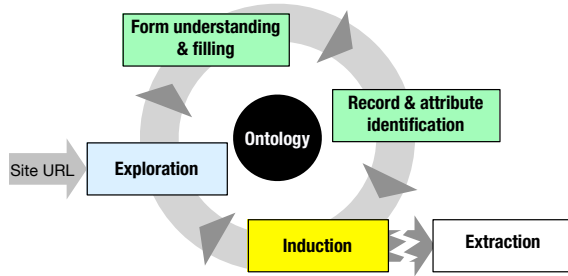 Form understanding
& filling
Record & attribute
identification
Ontology
Site URL
Exploration
Induction
Extraction